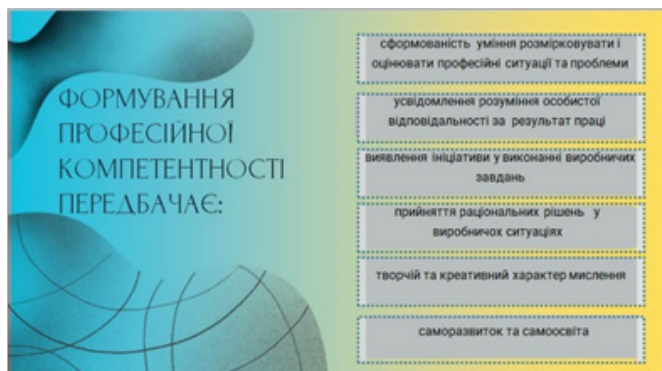 ФОРМУВАННЯ
ПРОФЕСІЙНОЇ
КОМПЕТЕНТНОСТІ
ПЕРЕДБАЧАЄ:
сформованість уміння розмірковувати і
оцінювати професійні ситуації та проблеми
усвідомлення розуміння особистої
відповідальності за результат праці
виявлення ініціативи у виконанні виробничих
завдань
прийняття раціональних рішень у
виробничох ситуаціях
творчій та креативний характер мислення
саморазвиток та самоосвіта